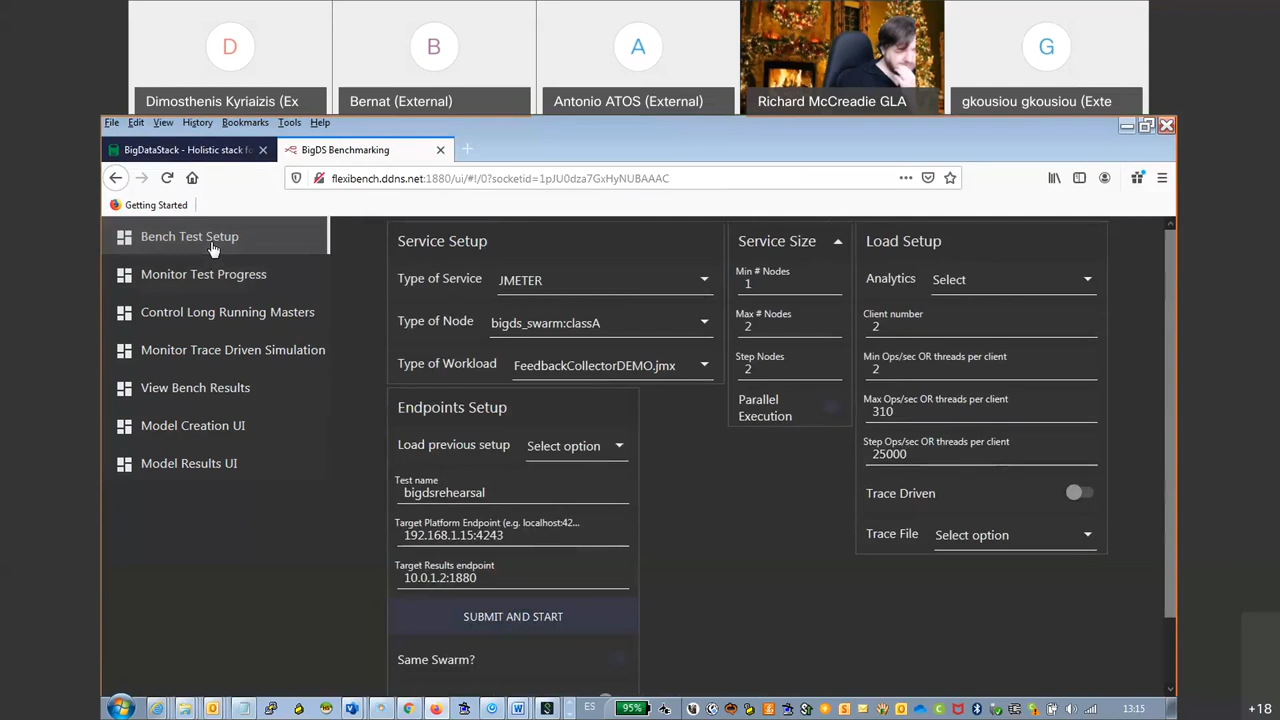 D
B
A
G
Dimosthenis Kyriaizis (Ex
Bernat (External)
Antonio ATOS (External)
Richard McCreadie GLA
gkousiou gkousiou (Exte
File Edit View History Bookmarks Tools Help
BigDataStack - Holistic stack fo
BigDS Benchmarking
flexibench.ddns.net:1880/ui/#!/0?socketid=1pJU0dza7GxHyNUBAAAC
Getting Started
Bench Test Setup
Monitor Test Progress
Control Long Running Masters
Monitor Trace Driven Simulation
View Bench Results
Model Creation UI
Model Results UI
Service Setup
Type of Service JMETER
Type of Node bigds_swarm:classA
Type of Workload FeedbackCollectorDEMO.jmx
Endpoints Setup
Load previous setup Select option
Test name
bigdsrehearsal
Target Platform Endpoint (e.g. localhost:42...
192.168.1.15:4243
Target Results endpoint
10.0.1.2:1880
SUBMIT AND START
Same Swarm?
Service Size
Min # Nodes
1
Max # Nodes
2
Step Nodes
2
Parallel
Execution
Load Setup
Analytics Select
Client number
2
Min Ops/sec OR threads per client
2
Max Ops/sec OR threads per client
310
Step Ops/sec OR threads per client
25000
Trace Driven
Trace File Select option
ES
95%
13:15
+18